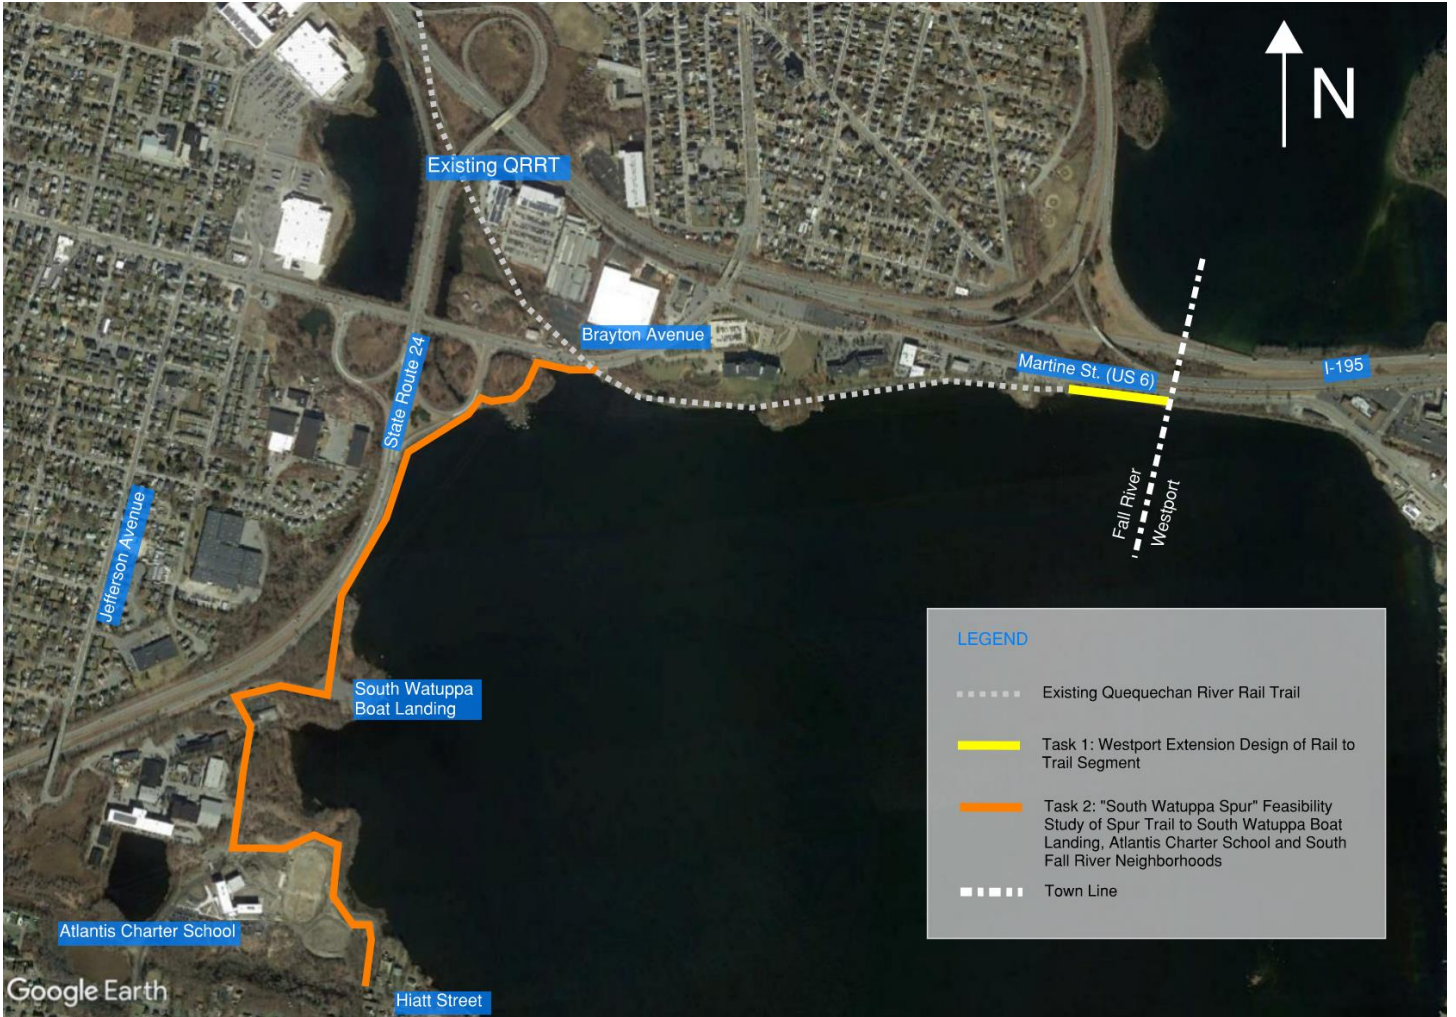 N
Existing QRRT
Brayton Avenue
State Route 24
Martine St. (US 6)
I-195
Jefferson Avenue
Fall River
Westport
South Watuppa
Boat Landing
Atlantis Charter School
Hiatt Street
LEGEND
Existing Quequechan River Rail Trail
Task 1: Westport Extension Design of Rail to
Trail Segment
Task 2: "South Watuppa Spur" Feasibility
Study of Spur Trail to South Watuppa Boat
Landing, Atlantis Charter School and South
Fall River Neighborhoods
Town Line
Google Earth